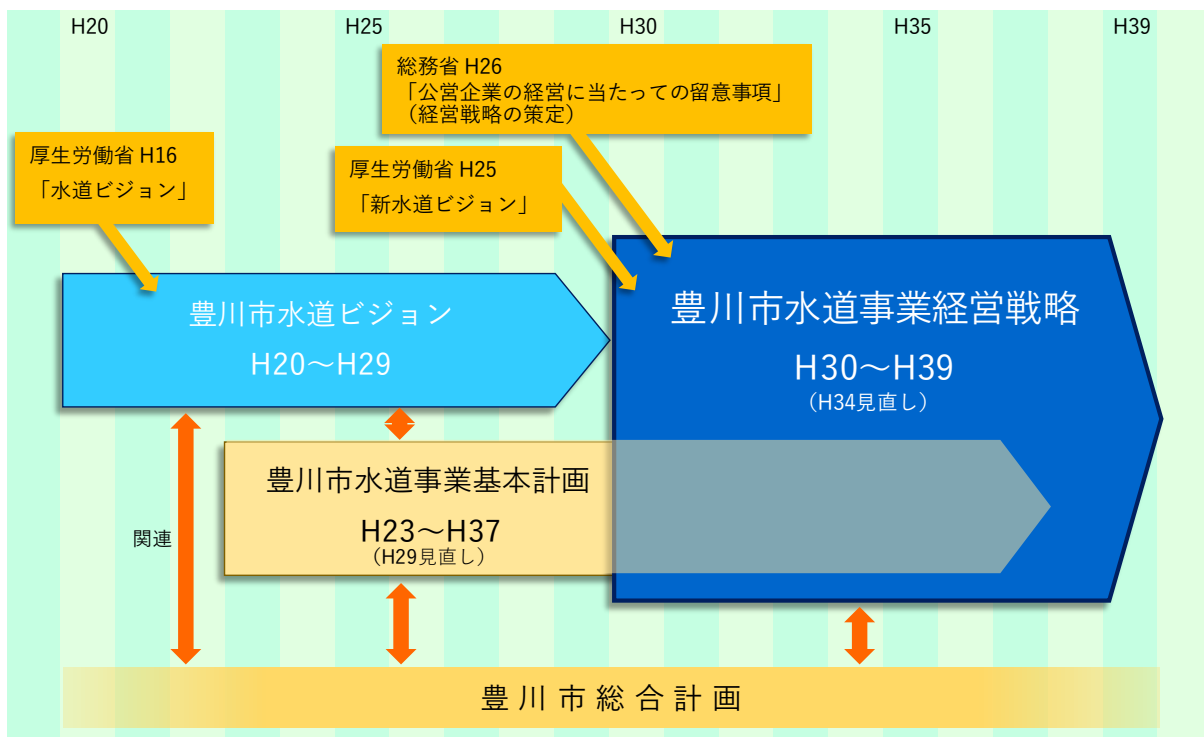 H20
H25
H30
H35
H39
総務省 H26
「公営企業の経営に当たっての留意事項」
（経営戦略の策定）
厚生労働省 H16
「水道ビジョン」
厚生労働省 H25
「新水道ビジョン」
豊川市水道ビジョン
H20～H29
豊川市水道事業経営戦略
H30～H39
（H34見直し）
豊川市水道事業基本計画
H23～H37
（H29見直し）
関連
豊川市総合計画